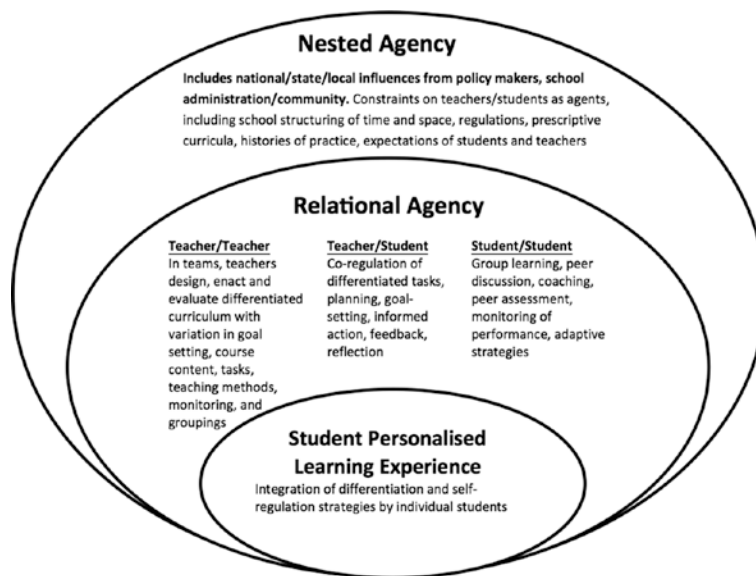 Nested Agency
Includes national/state/local influences from policy makers, school
administration/community. Constraints on teachers/students as agents,
including school structuring of time and space, regulations, prescriptive
curricula, histories of practice, expectations of students and teachers
Relational Agency
Teacher/Teacher
In teams, teachers
design, enact and
evaluate differentiated
curriculum with
variation in goal
setting, course
content, tasks,
teaching methods,
monitoring, and
groupings
Teacher/Student
Co-regulation of
differentiated tasks,
planning, goal-
setting, informed
action, feedback,
reflection
Student/Student
Group learning, peer
discussion, coaching,
peer assessment,
monitoring of
performance, adaptive
strategies
Student Personalised
Learning Experience
Integration of differentiation and self-
regulation strategies by individual students